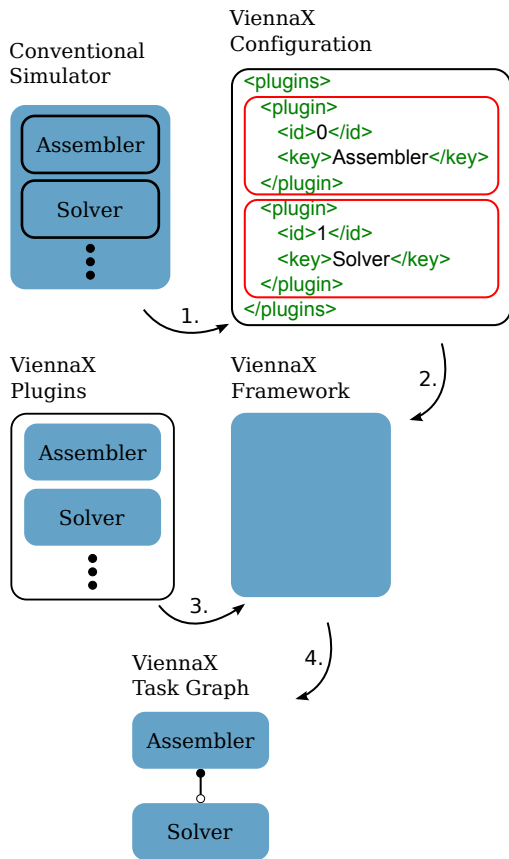 Conventional
Simulator
Assembler
Solver
1.
ViennaX
Configuration
<plugins>
<plugin>
<id>0</id>
<key>Assembler</key>
</plugin>
<plugin>
<id>1</id>
<key>Solver</key>
</plugin>
</plugins>
2.
ViennaX
Plugins
Assembler
Solver
3.
ViennaX
Framework
4.
ViennaX
Task Graph
Assembler
Solver